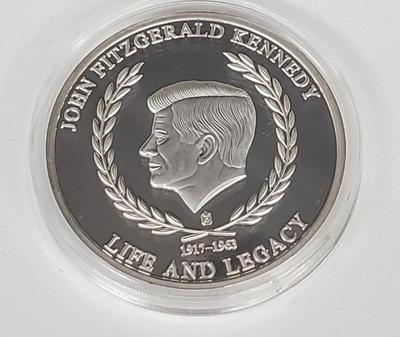 JOHN FITZGERALD KENNEDY
1917-1963
LIFE AND LEGACY